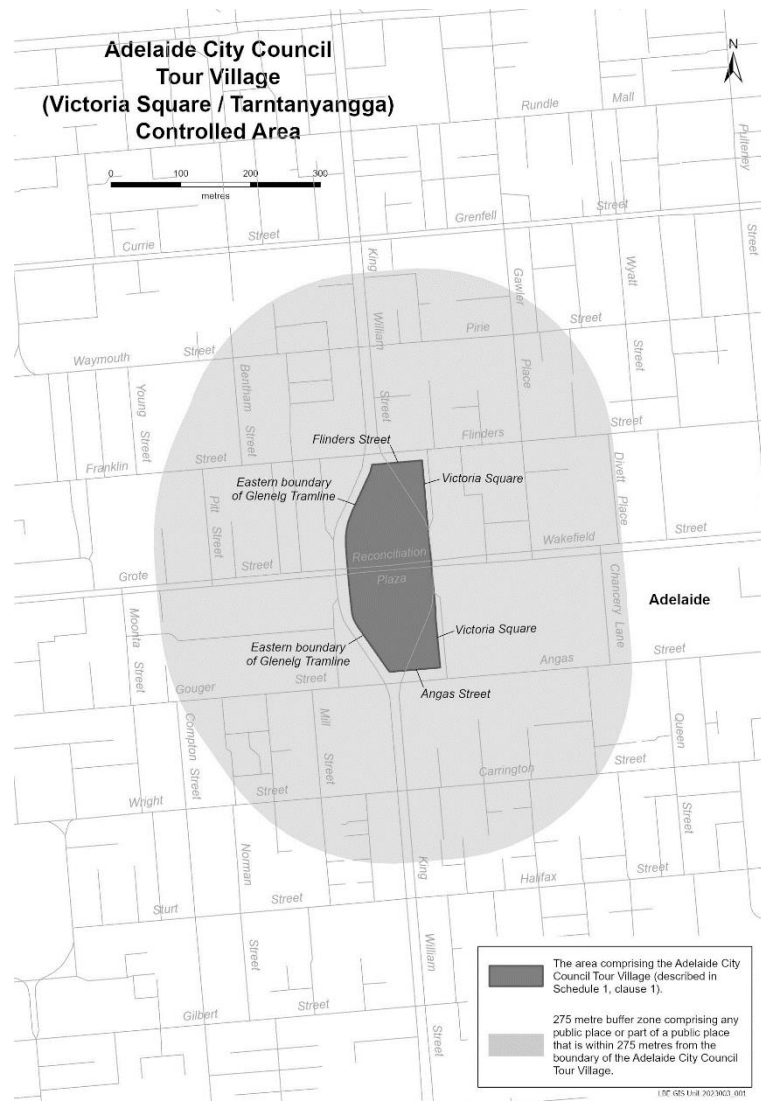 Adelaide City Council
Tour Village
(Victoria Square / Tarntanyangga)
Controlled Area
N
0 100 200 300
metres
Rundle Mall
Pulteney Street
Currie Street
Grenfell Street
King William Street
Gawler Place
Wyatt Street
Waymouth Street
Pirie Street
Young Street
Bentham Street
Flinders Street
Flinders Street
Franklin Street
Eastern boundary
of Glenelg Tramline
Victoria Square
Divett Place
Pitt Street
Wakefield Street
Reconciliation
Plaza
Grote Street
Chancery Lane
Adelaide
Moonta Street
Victoria Square
Eastern boundary
of Glenelg Tramline
Angas Street
Gouger Street
Angas Street
Compton Street
Mill Street
Queen Street
Carrington Street
Wright Street
Norman Street
King William Street
Halifax Street
Sturt Street
Gilbert Street
The area comprising the Adelaide City
Council Tour Village (described in
Schedule 1, clause 1).
275 metre buffer zone comprising any
public place or part of a public place
that is within 275 metres from the
boundary of the Adelaide City Council
Tour Village.
LBE GIS Unit 2023003_001